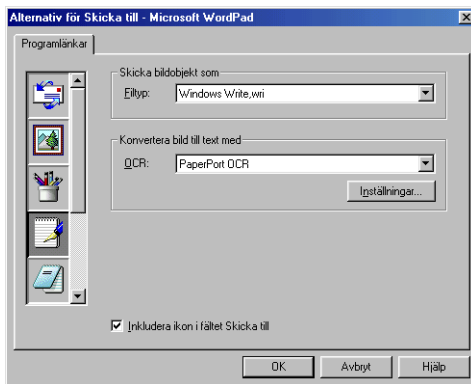 Alternativ för Skicka till - Microsoft WordPad
Programlänkar
Skicka bildobjekt som
Filtyp: Windows Write,wri
Konvertera bild till text med
OCR: PaperPort OCR
Inställningar...
Inkludera ikon i fältet Skicka till
OK Avbryt Hjälp